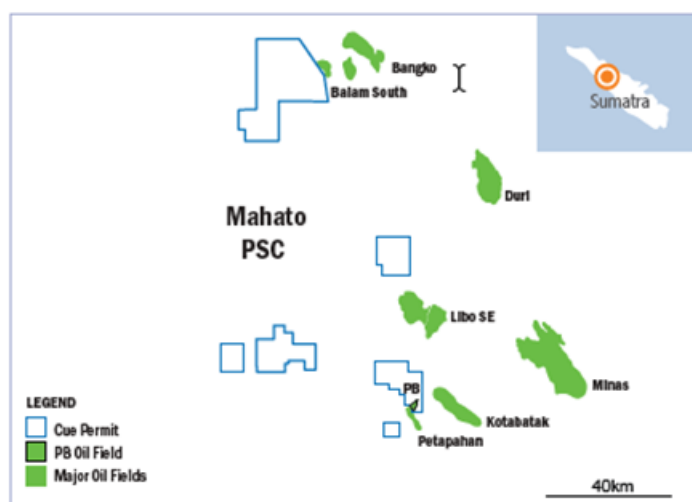 Bangko
Balam South
Sumatra
Duri
Mahato
PSC
Libo SE
Minas
PB
Kotabatak
Petapahan
LEGEND
Cue Permit
PB Oil Field
Major Oil Fields
40km